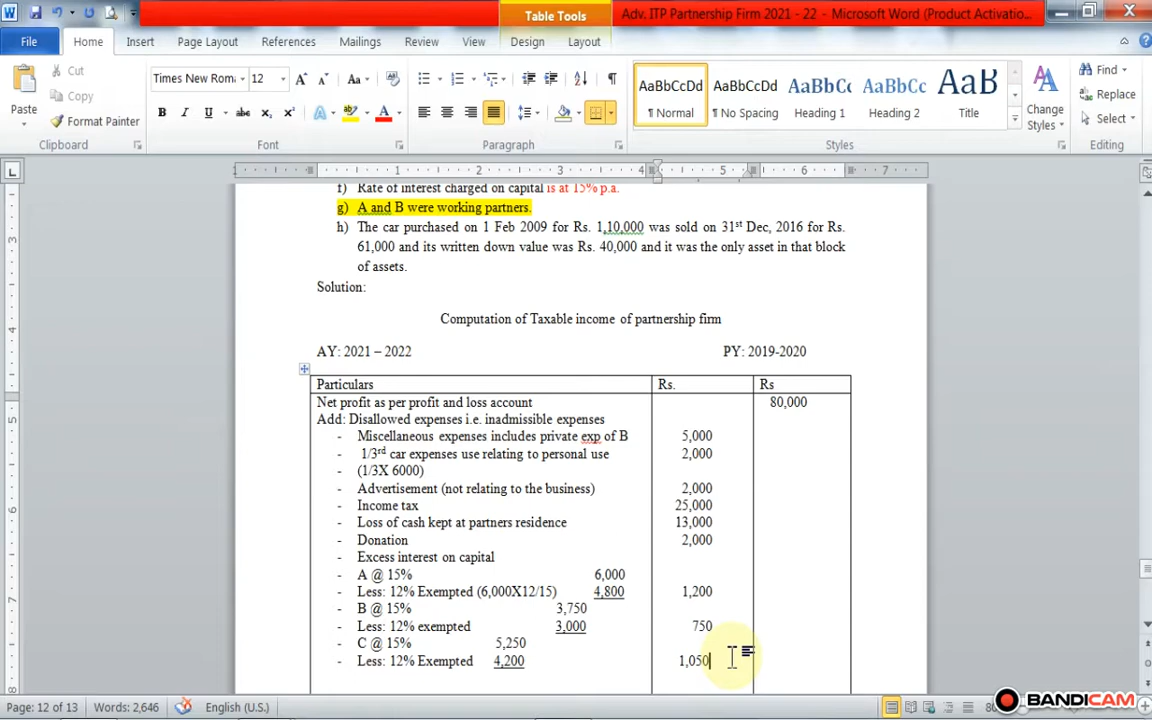 Table Tools
Adv. ITP Partnership Firm 2021 - 22 - Microsoft Word (Product Activatio...
File Home Insert Page Layout References Mailings Review View Design Layout
Paste
Cut
Copy
Format Painter
Clipboard
Times New Rom 12
Font
Paragraph
AaBbCcDd AaBbCcDd AaBbCc AaBbCcDd AaB
¶ Normal ¶ No Spacing Heading 1 Heading 2 Title
Change Styles
Styles
Find
Replace
Select
Editing
f) Rate of interest charged on capital is at 15% p.a.
g) A and B were working partners.
h) The car purchased on 1 Feb 2009 for Rs. 1,10,000 was sold on 31st Dec, 2016 for Rs.
61,000 and its written down value was Rs. 40,000 and it was the only asset in that block
of assets.
Solution:
Computation of Taxable income of partnership firm
AY: 2021 – 2022 PY: 2019-2020
Particulars Rs. Rs
Net profit as per profit and loss account 80,000
Add: Disallowed expenses i.e. inadmissible expenses
- Miscellaneous expenses includes private exp of B 5,000
- 1/3rd car expenses use relating to personal use 2,000
- (1/3X 6000)
- Advertisement (not relating to the business) 2,000
- Income tax 25,000
- Loss of cash kept at partners residence 13,000
- Donation 2,000
- Excess interest on capital
- A @ 15% 6,000
- Less: 12% Exempted (6,000X12/15) 4,800 1,200
- B @ 15% 3,750
- Less: 12% exempted 3,000 750
- C @ 15% 5,250
- Less: 12% Exempted 4,200 1,050
Page: 12 of 13 Words: 2,646 English (U.S.)
BANDICAM